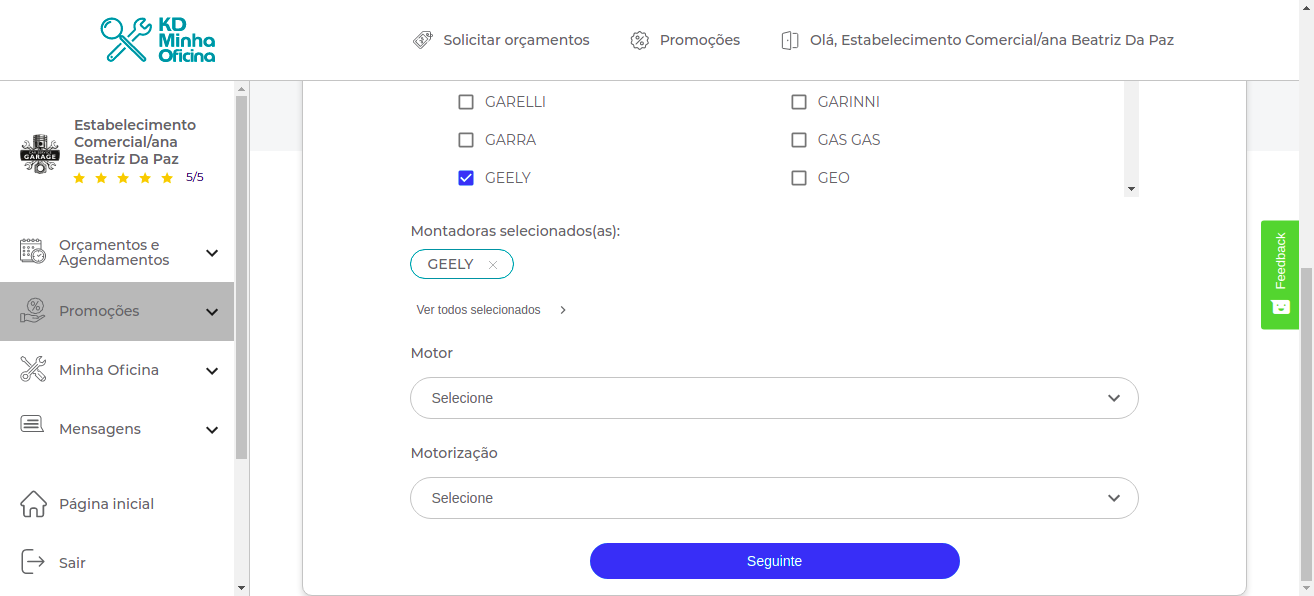 KD
Minha
Oficina
Solicitar orçamentos
Promoções
Olá, Estabelecimento Comercial/ana Beatriz Da Paz
GARAGE
Estabelecimento
Comercial/ana
Beatriz Da Paz
5/5
Orçamentos e
Agendamentos
Promoções
Minha Oficina
Mensagens
Página inicial
Sair
GARELLI
GARINNI
GARRA
GAS GAS
GEELY
GEO
Montadoras selecionados(as):
GEELY
Ver todos selecionados
Motor
Selecione
Motorização
Selecione
Seguinte
Feedback